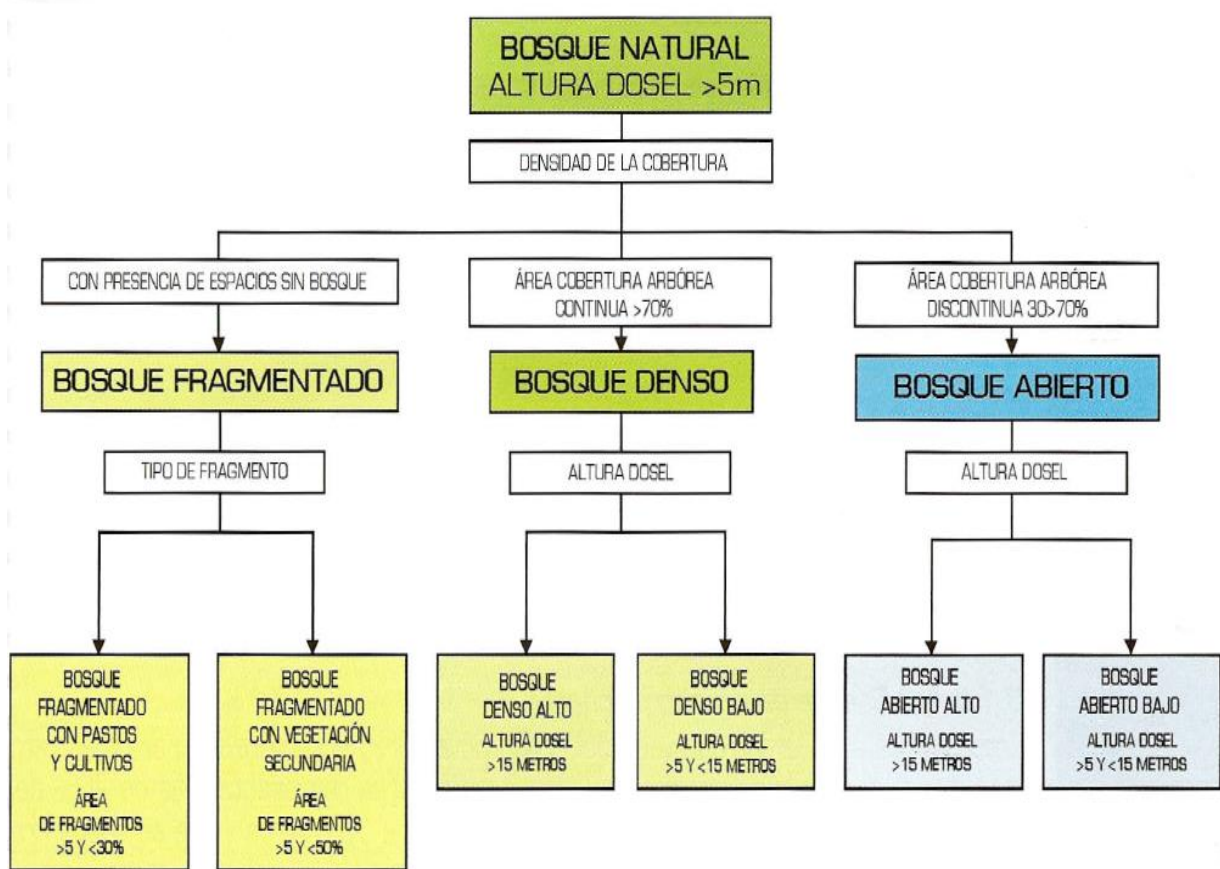 BOSQUE NATURAL
ALTURA DOSEL >5m
DENSIDAD DE LA COBERTURA
CON PRESENCIA DE ESPACIOS SIN BOSQUE
ÁREA COBERTURA ARBÓREA
CONTINUA >70%
ÁREA COBERTURA ARBÓREA
DISCONTINUA 30>70%
BOSQUE FRAGMENTADO
BOSQUE DENSO
BOSQUE ABIERTO
TIPO DE FRAGMENTO
ALTURA DOSEL
ALTURA DOSEL
BOSQUE
FRAGMENTADO
CON PASTOS
Y CULTIVOS
ÁREA
DE FRAGMENTOS
>5 Y <30%
BOSQUE
FRAGMENTADO
CON VEGETACIÓN
SECUNDARIA
ÁREA
DE FRAGMENTOS
>5 Y <50%
BOSQUE
DENSO ALTO
ALTURA DOSEL
>15 METROS
BOSQUE
DENSO BAJO
ALTURA DOSEL
>5 Y <15 METROS
BOSQUE
ABIERTO ALTO
ALTURA DOSEL
>15 METROS
BOSQUE
ABIERTO BAJO
ALTURA DOSEL
>5 Y <15 METROS